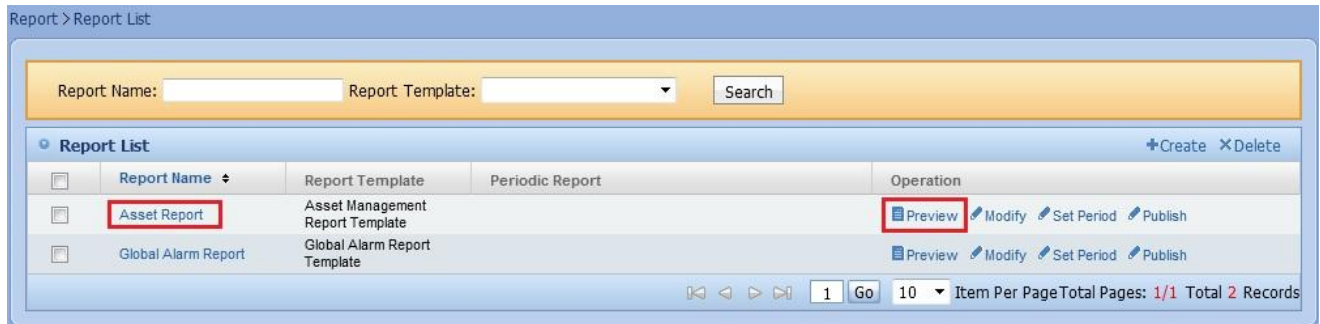 Report > Report List
Report Name: Report Template: Search
Report List +Create ×Delete
Report Name Report Template Periodic Report Operation
Asset Report Asset Management Report Template Preview Modify Set Period Publish
Global Alarm Report Global Alarm Report Template Preview Modify Set Period Publish
1 Go 10 Item Per PageTotal Pages: 1/1 Total 2 Records